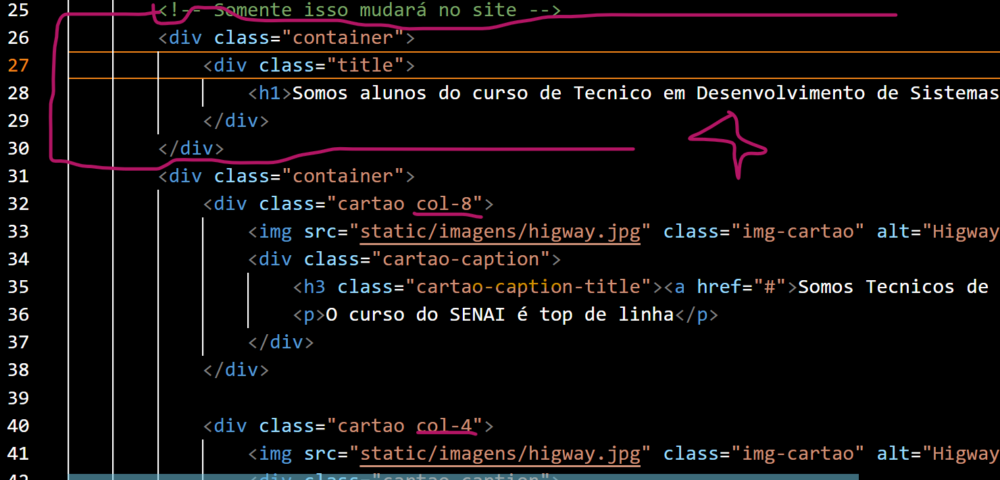 25 <!-- Somente isso mudará no site -->
26 <div class="container">
27 <div class="title">
28 <h1>Somos alunos do curso de Tecnico em Desenvolvimento de Sistemas
29 </div>
30 </div>
31 <div class="container">
32 <div class="cartao col-8">
33 <img src="static/imagens/higway.jpg" class="img-cartao" alt="Higway
34 <div class="cartao-caption">
35 <h3 class="cartao-caption-title"><a href="#">Somos Tecnicos de
36 <p>O curso do SENAI é top de linha</p>
37 </div>
38 </div>
39
40 <div class="cartao col-4">
41 <img src="static/imagens/higway.jpg" class="img-cartao" alt="Higway
42 <div class="cartao-caption">